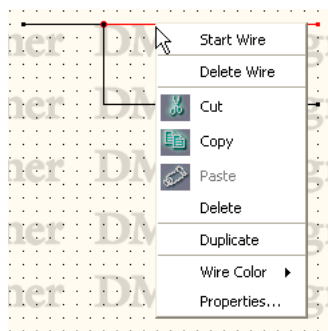 Start Wire
Delete Wire
Cut
Copy
Paste
Delete
Duplicate
Wire Color
Properties...